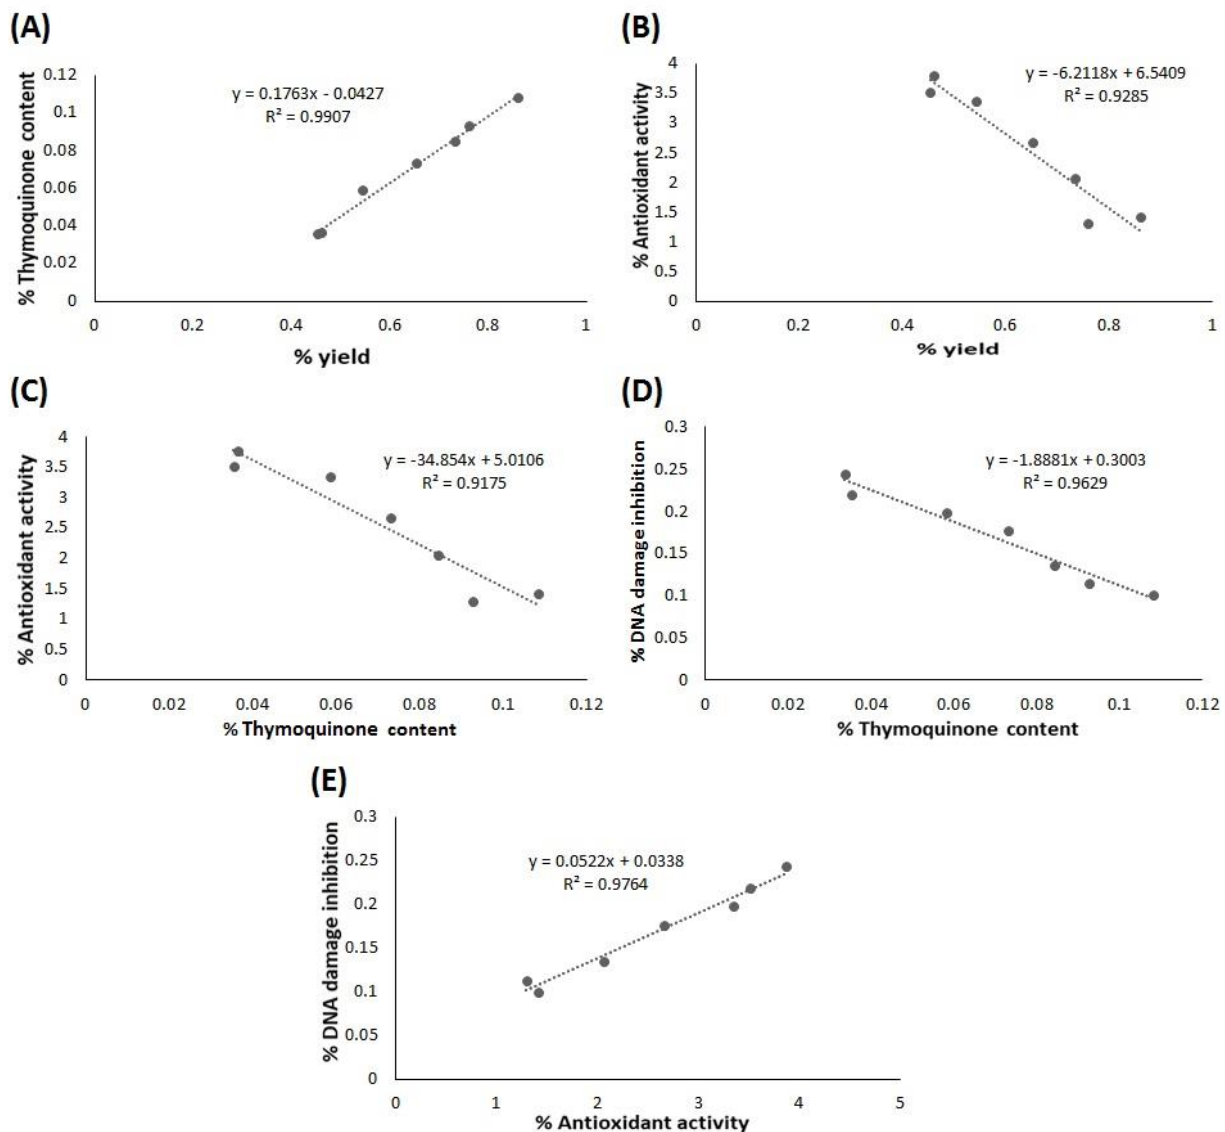 (A)
% Thymoquinone content
0.12
0.1
0.08
0.06
0.04
0.02
0
y = 0.1763x - 0.0427
R² = 0.9907
0 0.2 0.4 0.6 0.8 1
% yield
(B)
% Antioxidant activity
4
3.5
3
2.5
2
1.5
1
0.5
0
y = -6.2118x + 6.5409
R² = 0.9285
0 0.2 0.4 0.6 0.8 1
% yield
(C)
% Antioxidant activity
4
3.5
3
2.5
2
1.5
1
0.5
0
y = -34.854x + 5.0106
R² = 0.9175
0 0.02 0.04 0.06 0.08 0.1 0.12
% Thymoquinone content
(D)
% DNA damage inhibition
0.3
0.25
0.2
0.15
0.1
0.05
0
y = -1.8881x + 0.3003
R² = 0.9629
0 0.02 0.04 0.06 0.08 0.1 0.12
% Thymoquinone content
(E)
% DNA damage inhibition
0.3
0.25
0.2
0.15
0.1
0.05
0
y = 0.0522x + 0.0338
R² = 0.9764
0 1 2 3 4 5
% Antioxidant activity